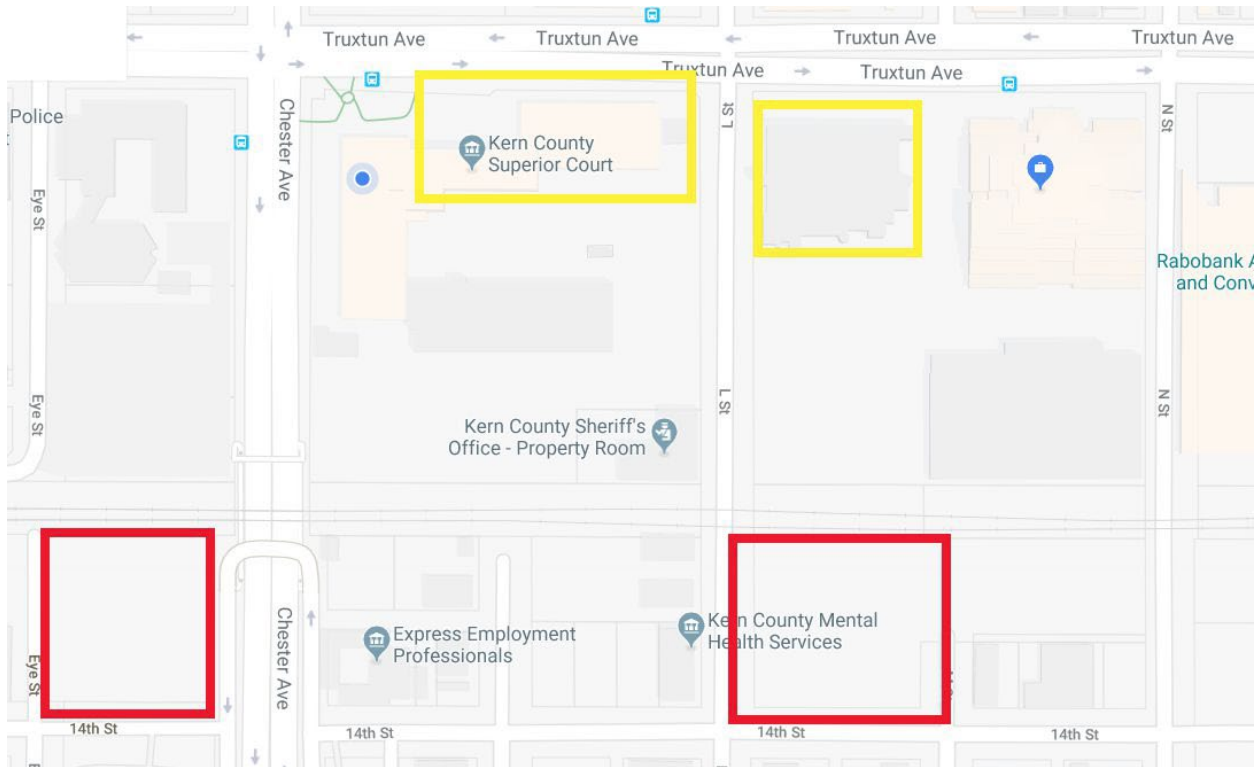 Truxtun Ave
Truxtun Ave
Truxtun Ave
Truxtun Ave
Truxtun Ave
Truxtun Ave
Police
Chester Ave
L St
N St
Kern County
Superior Court
Eye St
Rabobank A
and Conv
Eye St
L St
N St
Kern County Sheriff's
Office - Property Room
Chester Ave
Express Employment
Professionals
Kern County Mental
Health Services
Eye St
14th St
14th St
14th St
14th St